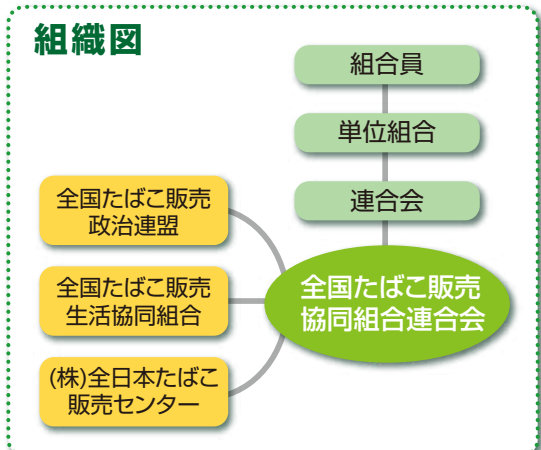 組織図
組合員
単位組合
連合会
全国たばこ販売
協同組合連合会
全国たばこ販売
政治連盟
全国たばこ販売
生活協同組合
(株)全日本たばこ
販売センター